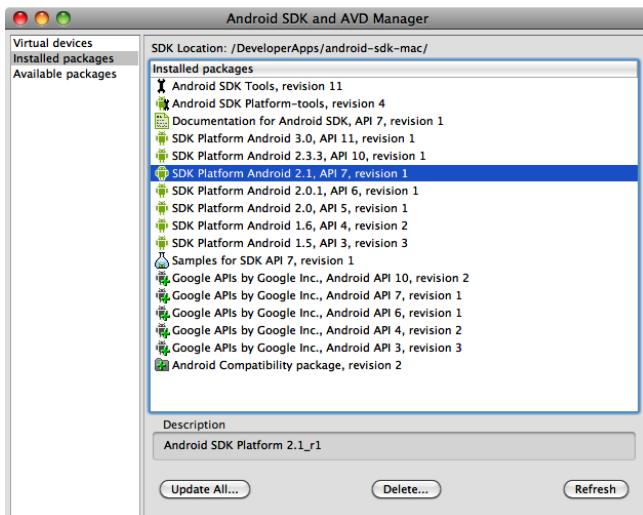 Android SDK and AVD Manager
Virtual devices
Installed packages
Available packages
SDK Location: /DeveloperApps/android-sdk-mac/
Installed packages
Android SDK Tools, revision 11
Android SDK Platform-tools, revision 4
Documentation for Android SDK, API 7, revision 1
SDK Platform Android 3.0, API 11, revision 1
SDK Platform Android 2.3.3, API 10, revision 1
SDK Platform Android 2.1, API 7, revision 1
SDK Platform Android 2.0.1, API 6, revision 1
SDK Platform Android 2.0, API 5, revision 1
SDK Platform Android 1.6, API 4, revision 2
SDK Platform Android 1.5, API 3, revision 3
Samples for SDK API 7, revision 1
Google APIs by Google Inc., Android API 10, revision 2
Google APIs by Google Inc., Android API 7, revision 1
Google APIs by Google Inc., Android API 6, revision 1
Google APIs by Google Inc., Android API 4, revision 2
Google APIs by Google Inc., Android API 3, revision 3
Android Compatibility package, revision 2
Description
Android SDK Platform 2.1_r1
Update All...
Delete...
Refresh